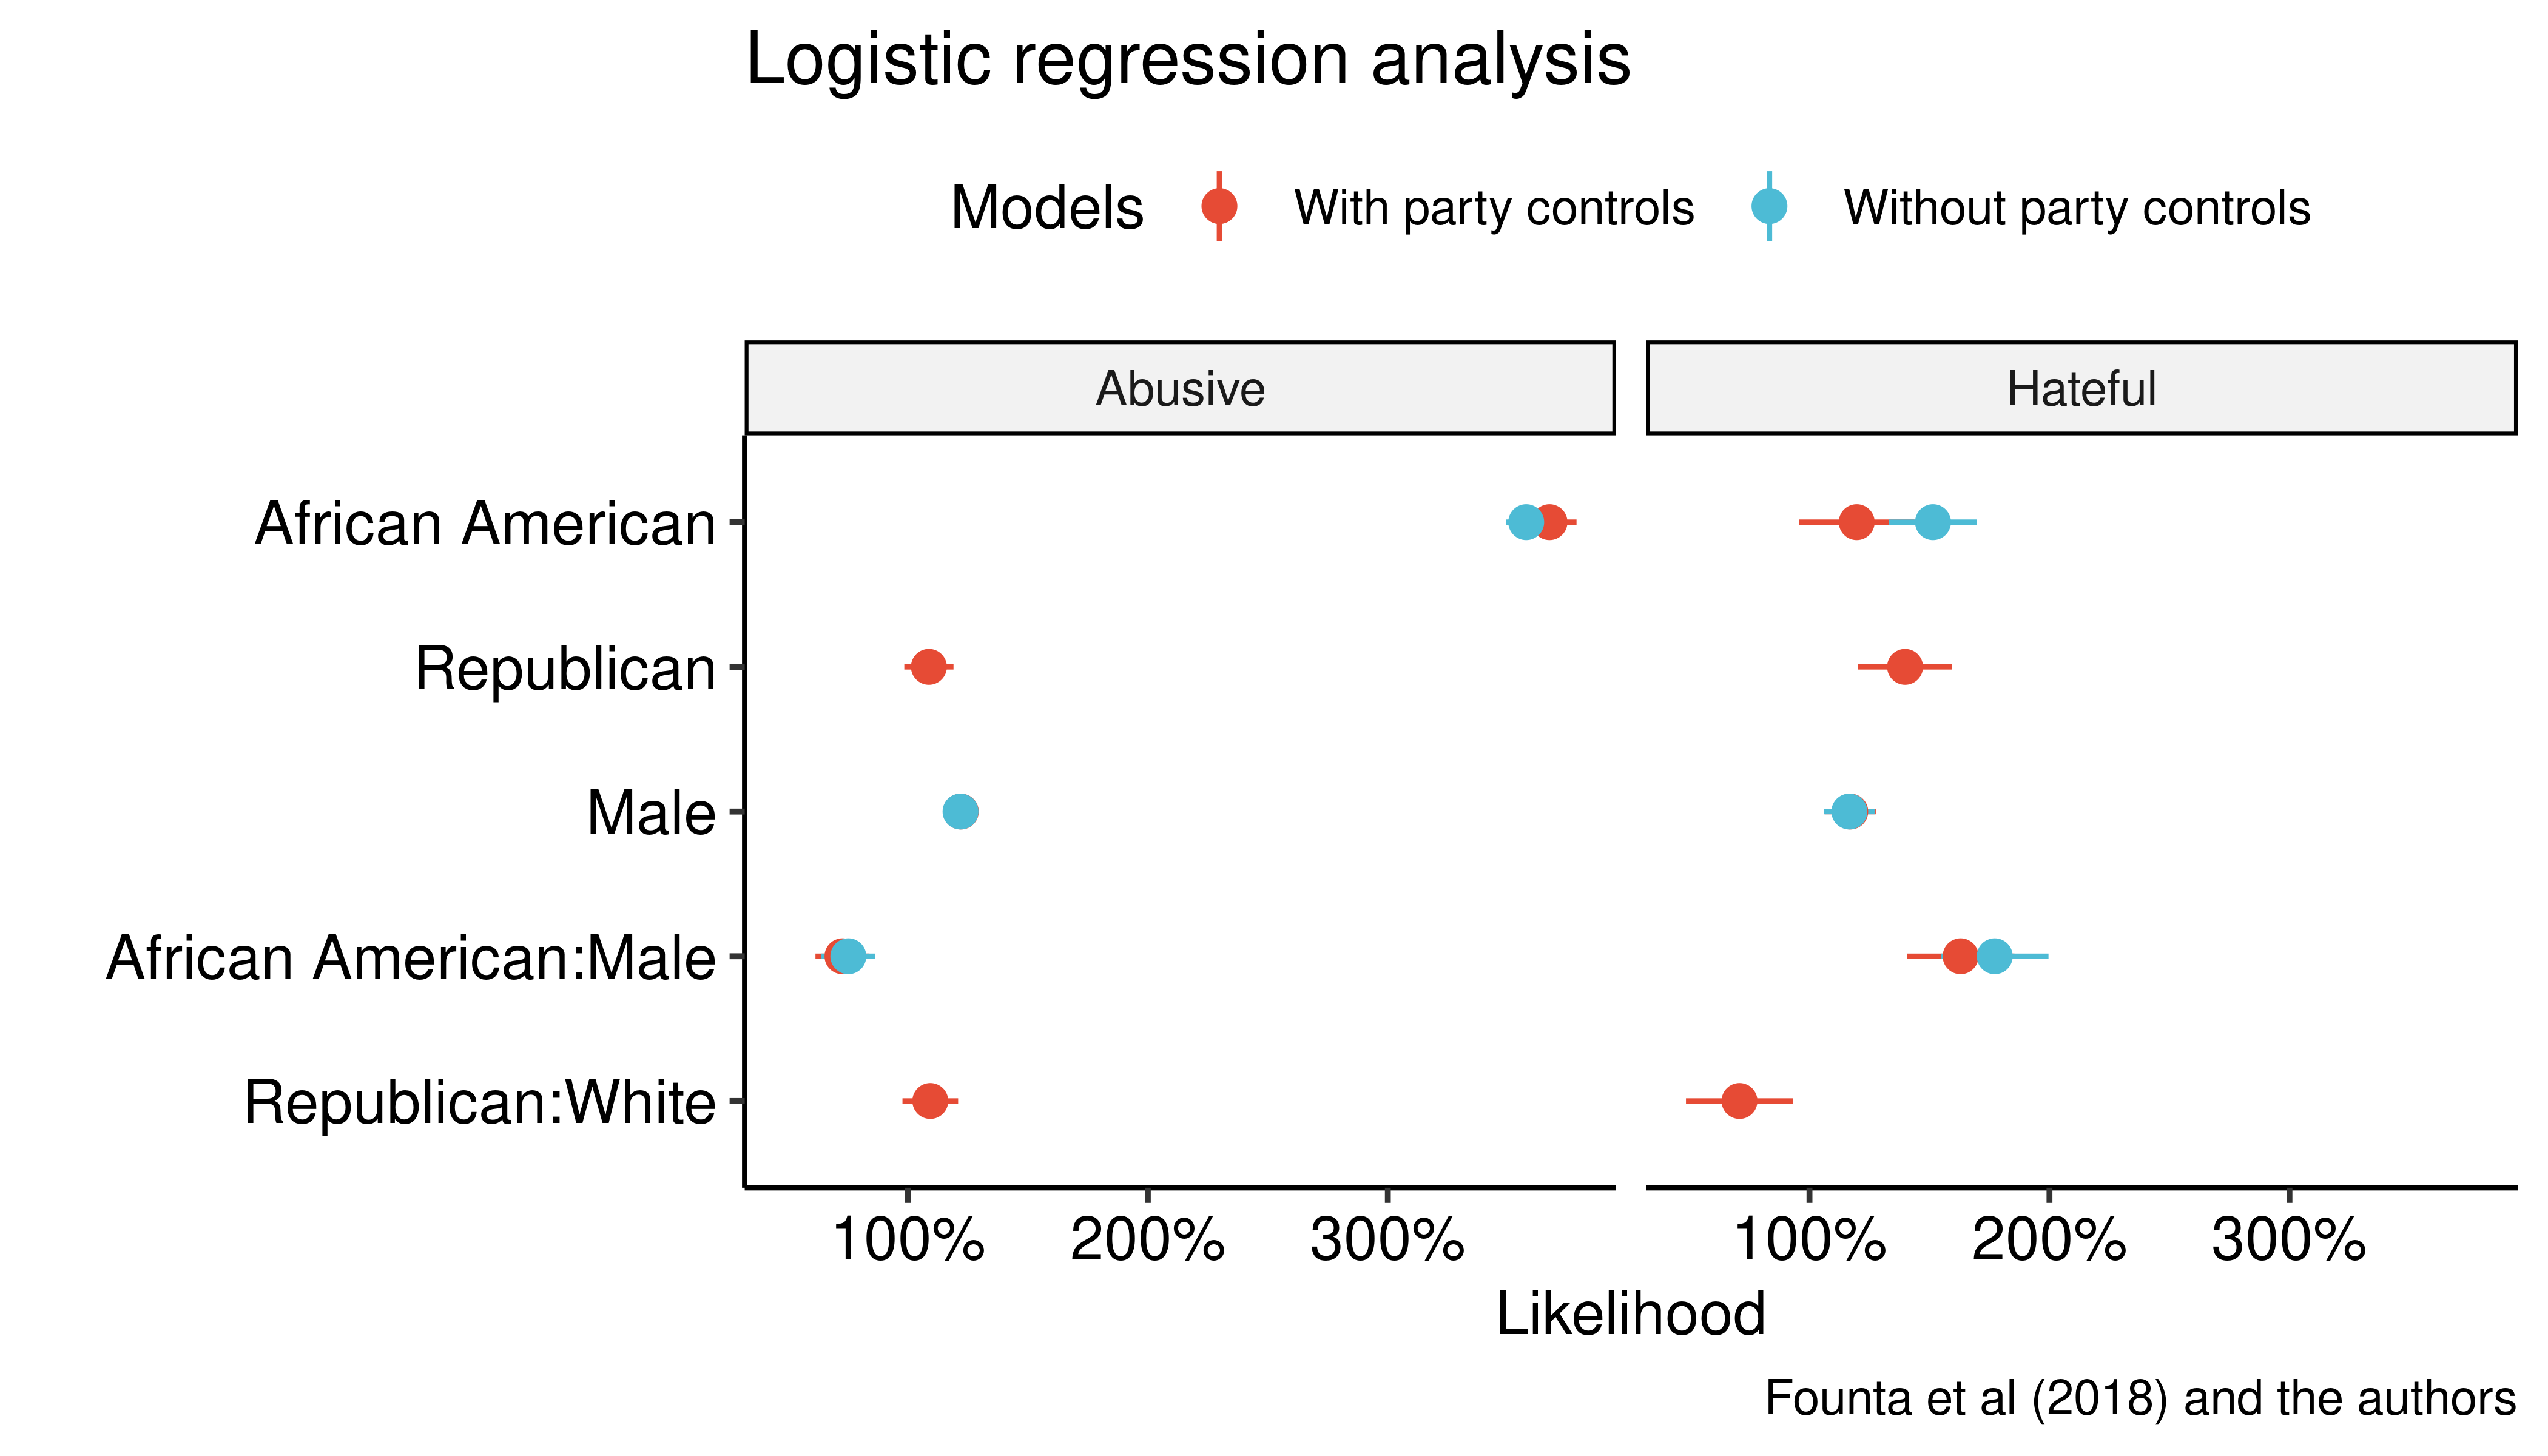 Logistic regression analysis
Models With party controls Without party controls
Abusive Hateful
African American
Republican
Male
African American:Male
Republican:White
100% 200% 300% 100% 200% 300%
Likelihood
Founta et al (2018) and the authors